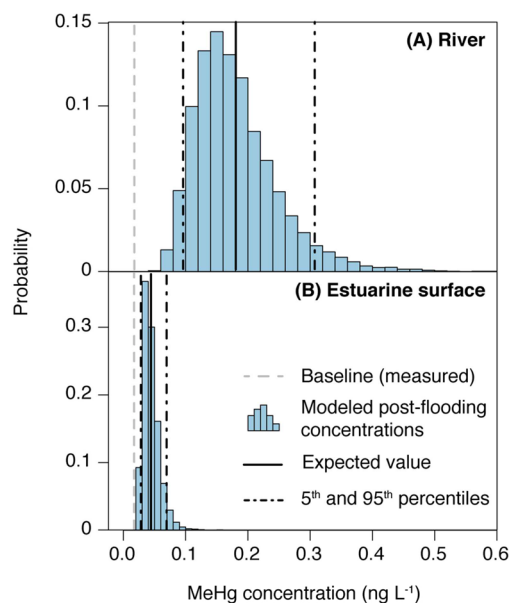 0.15
(A) River
0.1
0.05
0
Probability
(B) Estuarine surface
0.3
0.2
0.1
0
Baseline (measured)
Modeled post-flooding
concentrations
Expected value
5th and 95th percentiles
0.0 0.1 0.2 0.3 0.4 0.5 0.6
MeHg concentration (ng L-1)